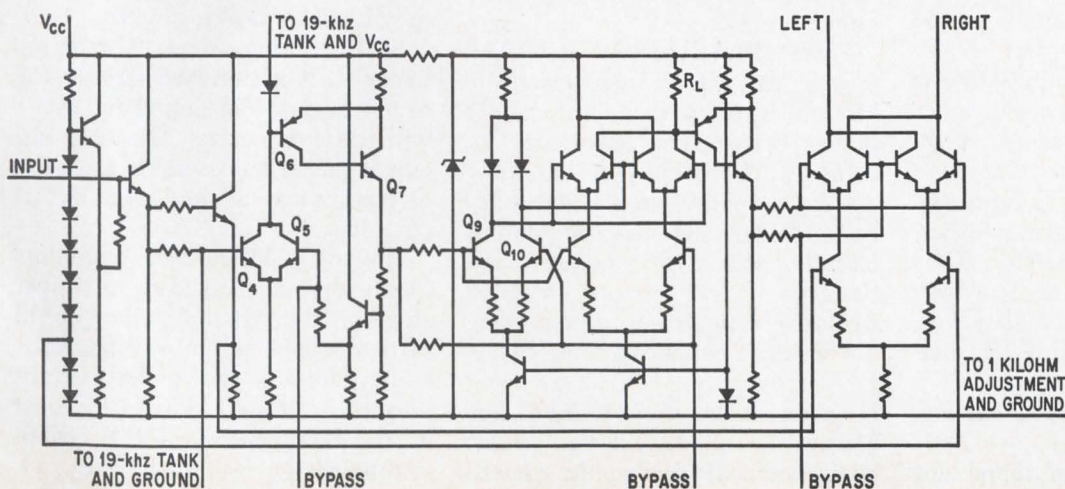 VCC
TO 19-khz
TANK AND VCC
LEFT
RIGHT
RL
INPUT
Q6
Q7
Q5
Q4
Q9
Q10
TO 1 KILOHM
ADJUSTMENT
AND GROUND
TO 19-khz TANK
AND GROUND
BYPASS
BYPASS
BYPASS